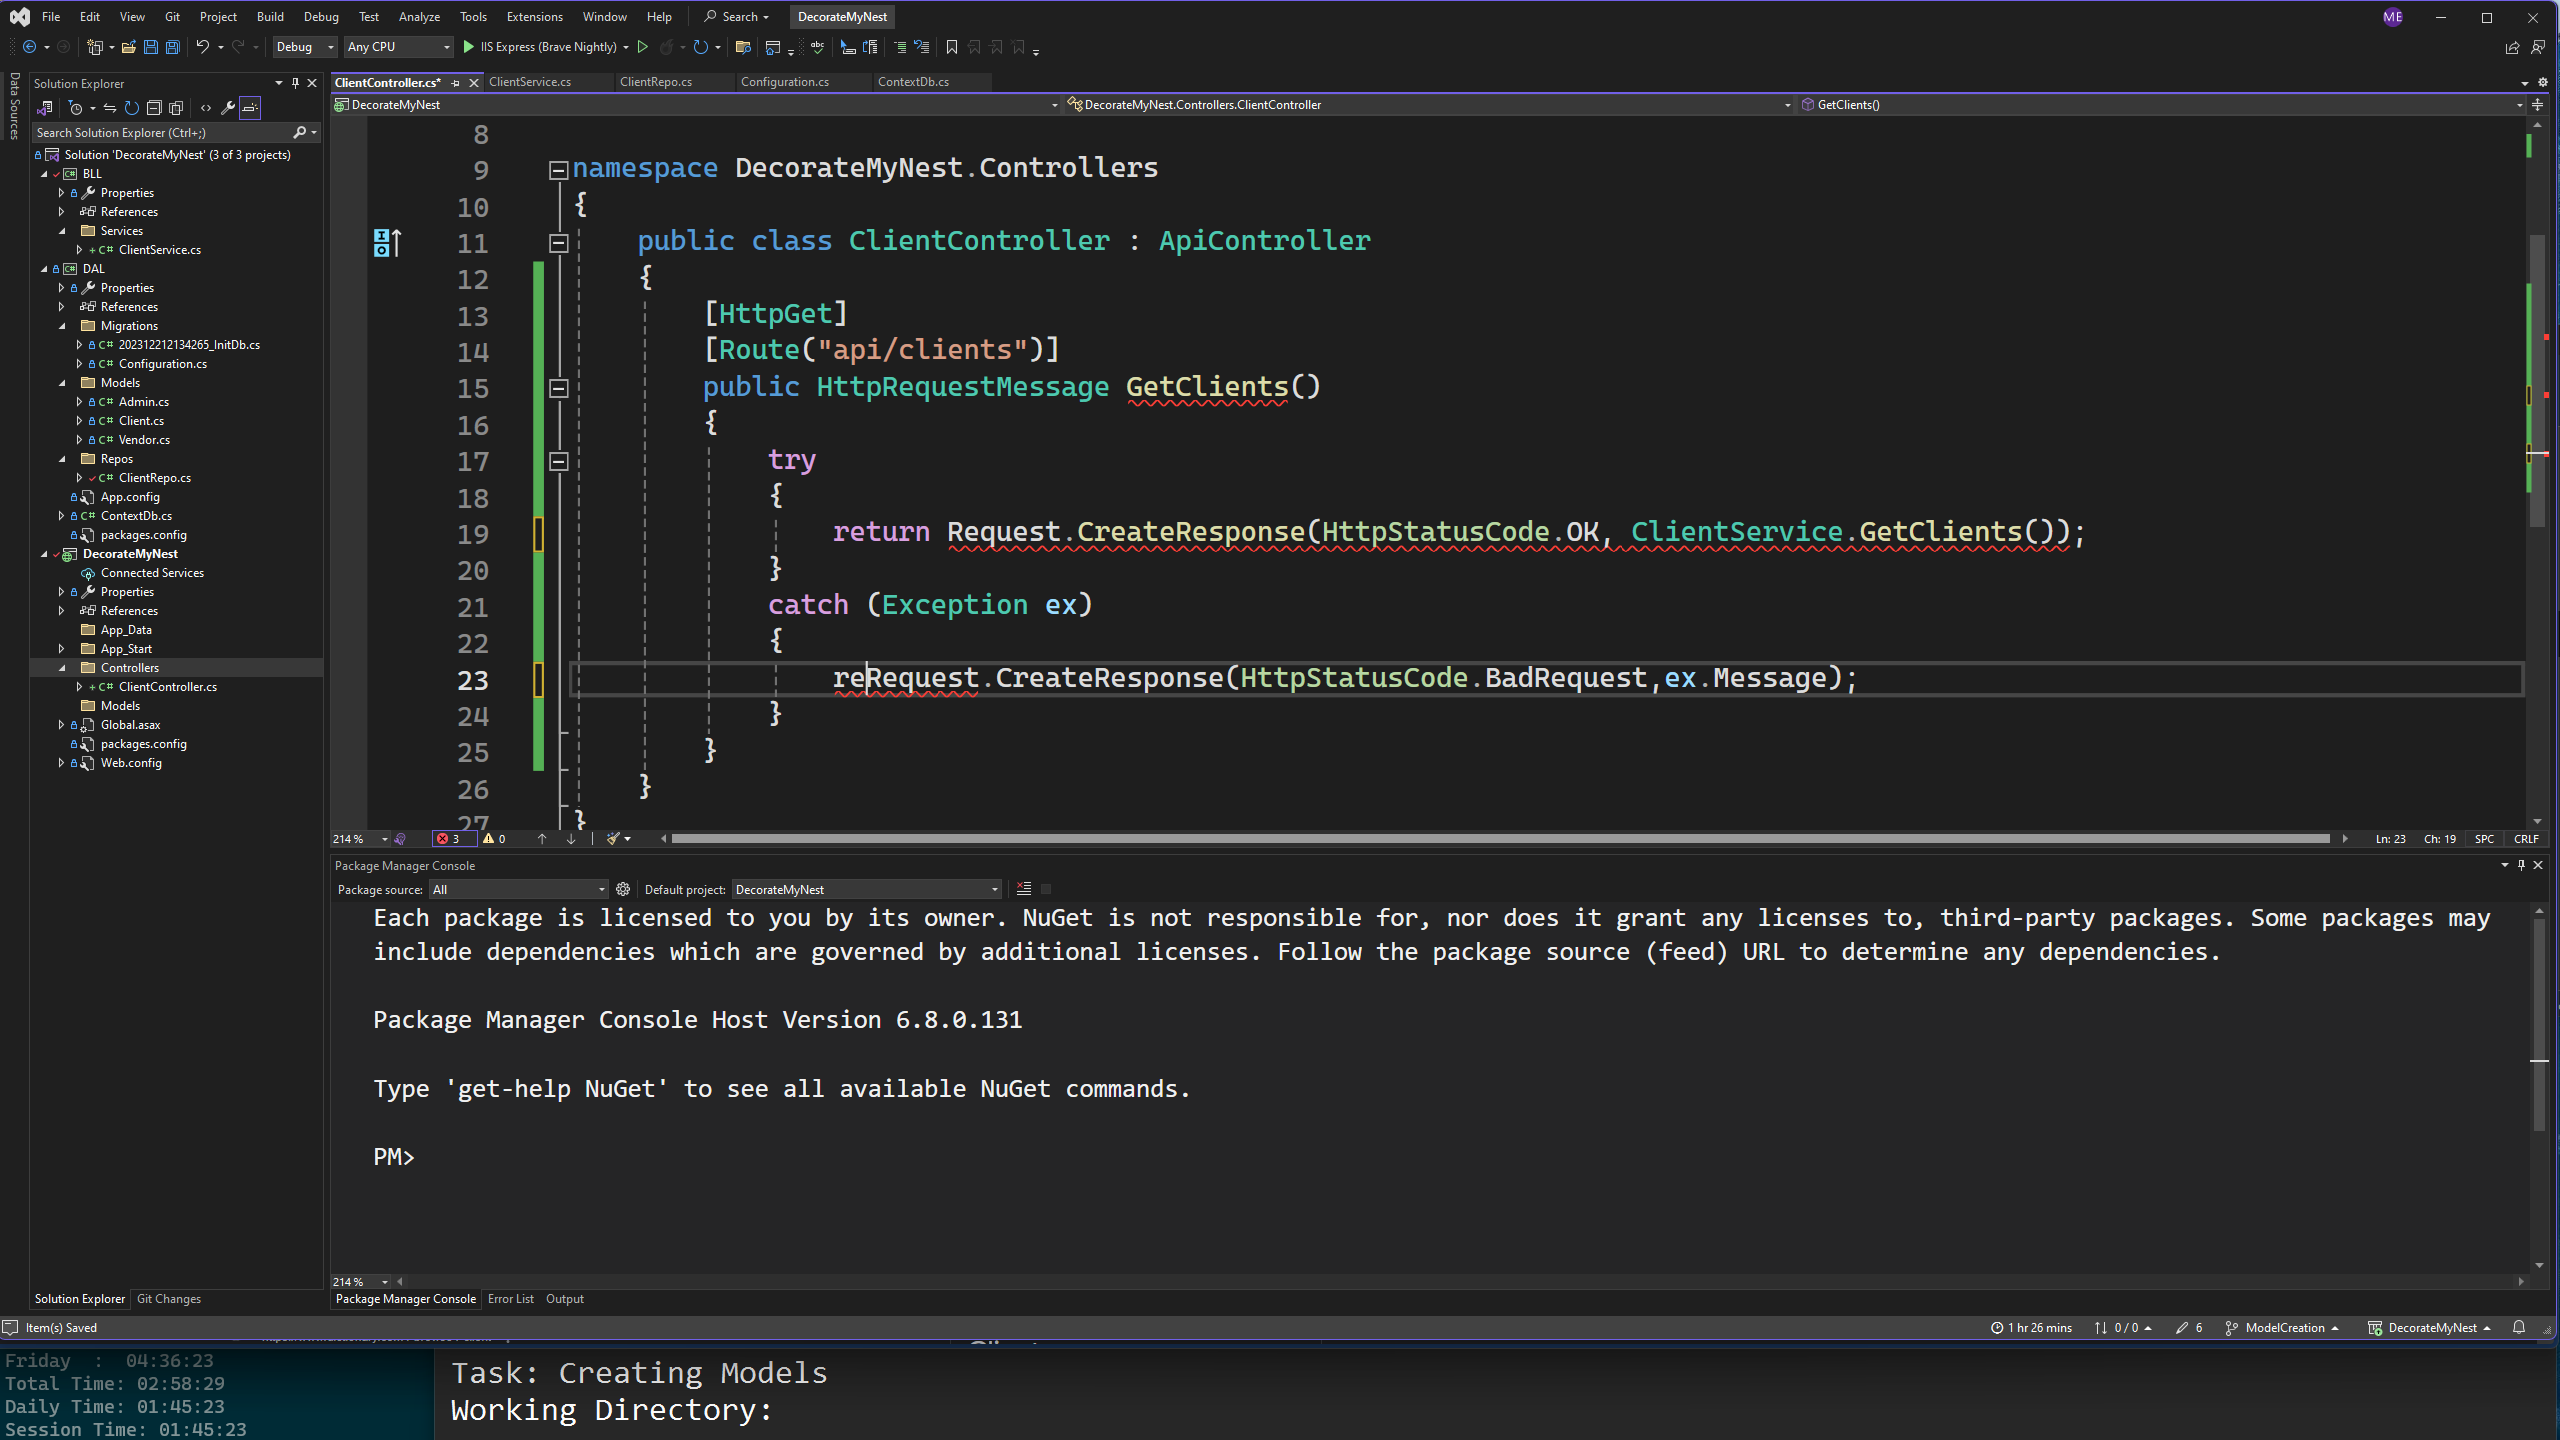 File Edit View Git Project Build Debug Test Analyze Tools Extensions Window Help Search DecorateMyNest ME
Debug Any CPU IIS Express (Brave Nightly)
Data Sources
Solution Explorer
Search Solution Explorer (Ctrl+;)
Solution 'DecorateMyNest' (3 of 3 projects)
BLL
Properties
References
Services
C# ClientService.cs
DAL
Properties
References
Migrations
C# 202312212134265_InitDb.cs
C# Configuration.cs
Models
C# Admin.cs
C# Client.cs
C# Vendor.cs
Repos
C# ClientRepo.cs
App.config
C# ContextDb.cs
packages.config
DecorateMyNest
Connected Services
Properties
References
App_Data
App_Start
Controllers
C# ClientController.cs
Models
Global.asax
packages.config
Web.config
Solution Explorer Git Changes
ClientController.cs* ClientService.cs ClientRepo.cs Configuration.cs ContextDb.cs
DecorateMyNest DecorateMyNest.Controllers.ClientController GetClients()
8
9 namespace DecorateMyNest.Controllers
10 {
11 public class ClientController : ApiController
12 {
13 [HttpGet]
14 [Route("api/clients")]
15 public HttpRequestMessage GetClients()
16 {
17 try
18 {
19 return Request.CreateResponse(HttpStatusCode.OK, ClientService.GetClients());
20 }
21 catch (Exception ex)
22 {
23 reRequest.CreateResponse(HttpStatusCode.BadRequest,ex.Message);
24 }
25 }
26 }
27 }
214 % 3 0 Ln: 23 Ch: 19 SPC CRLF
Package Manager Console
Package source: All Default project: DecorateMyNest
Each package is licensed to you by its owner. NuGet is not responsible for, nor does it grant any licenses to, third-party packages. Some packages may
include dependencies which are governed by additional licenses. Follow the package source (feed) URL to determine any dependencies.
Package Manager Console Host Version 6.8.0.131
Type 'get-help NuGet' to see all available NuGet commands.
PM>
214 %
Package Manager Console Error List Output
Item(s) Saved 1 hr 26 mins 0 / 0 6 ModelCreation DecorateMyNest
Friday : 04:36:23
Total Time: 02:58:29
Daily Time: 01:45:23
Session Time: 01:45:23
Task: Creating Models
Working Directory: